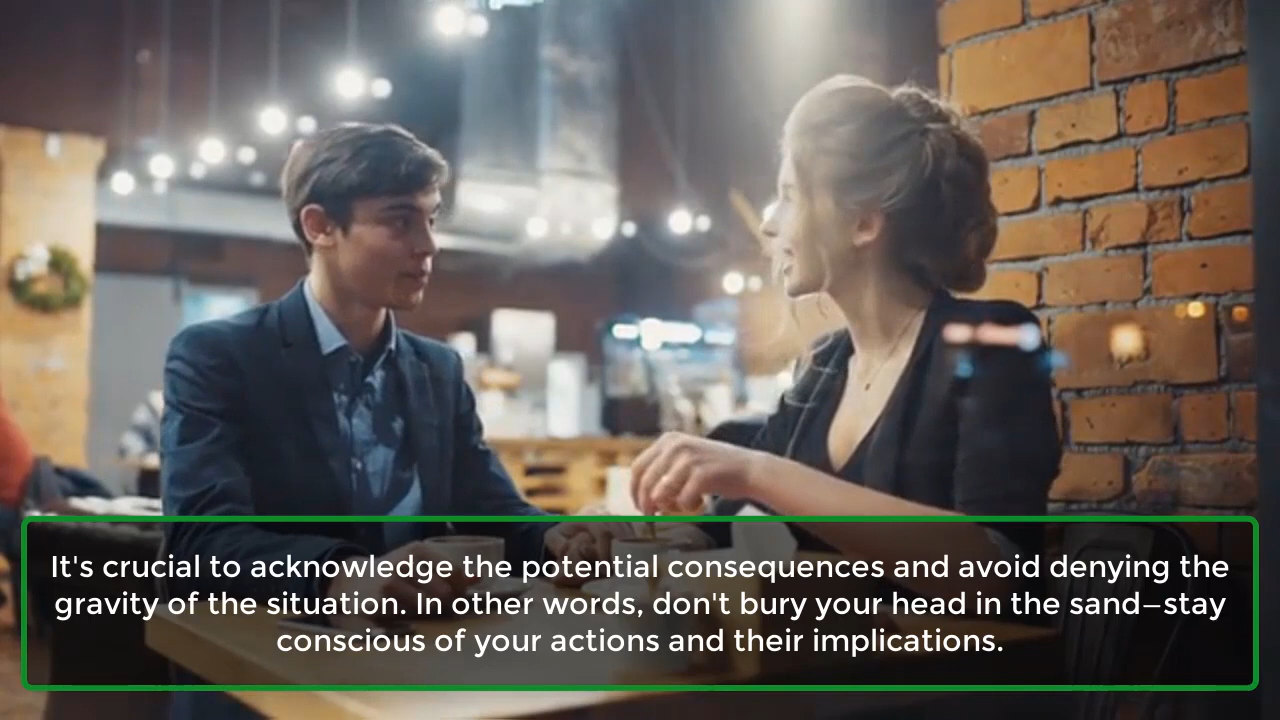 It's crucial to acknowledge the potential consequences and avoid denying the
gravity of the situation. In other words, don't bury your head in the sand—stay
conscious of your actions and their implications.